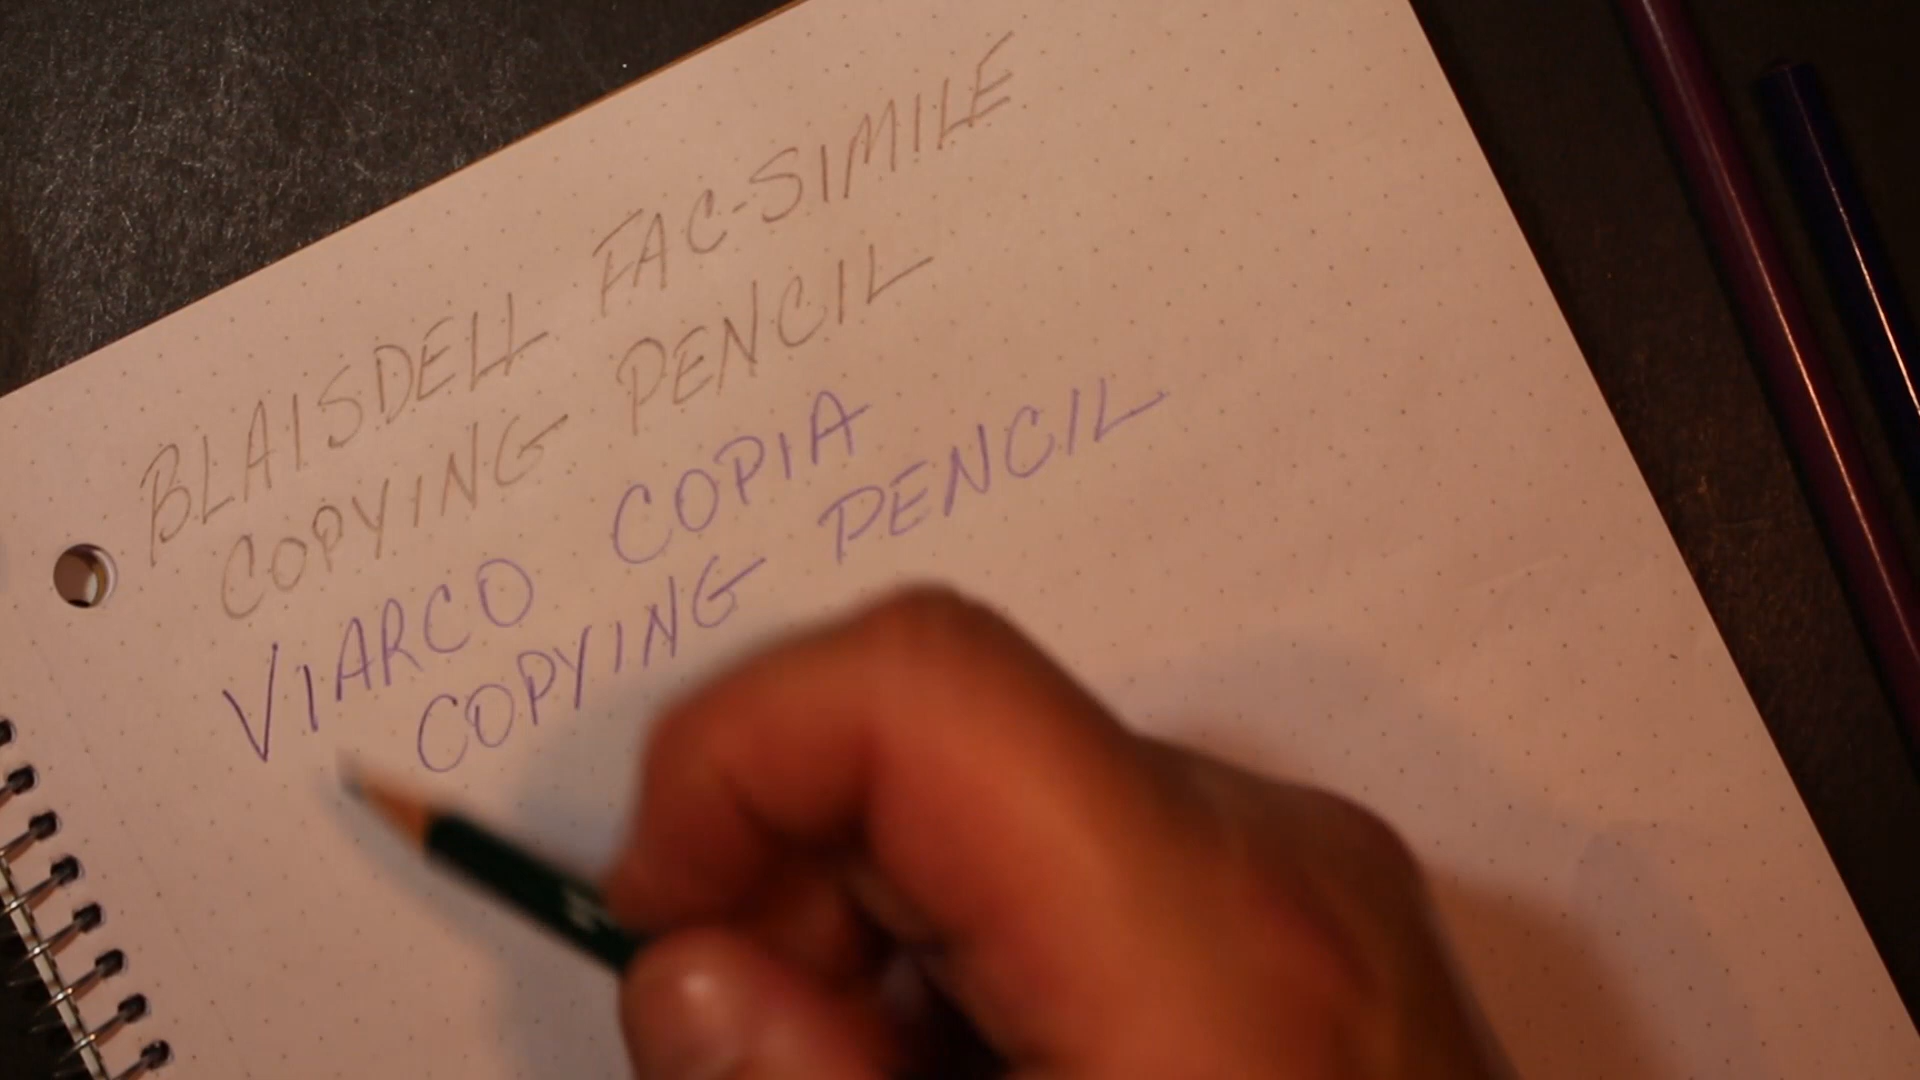 BLAISDELL FAC-SIMILE
COPYING PENCIL
VIARCO COPIA
COPYING PENCIL